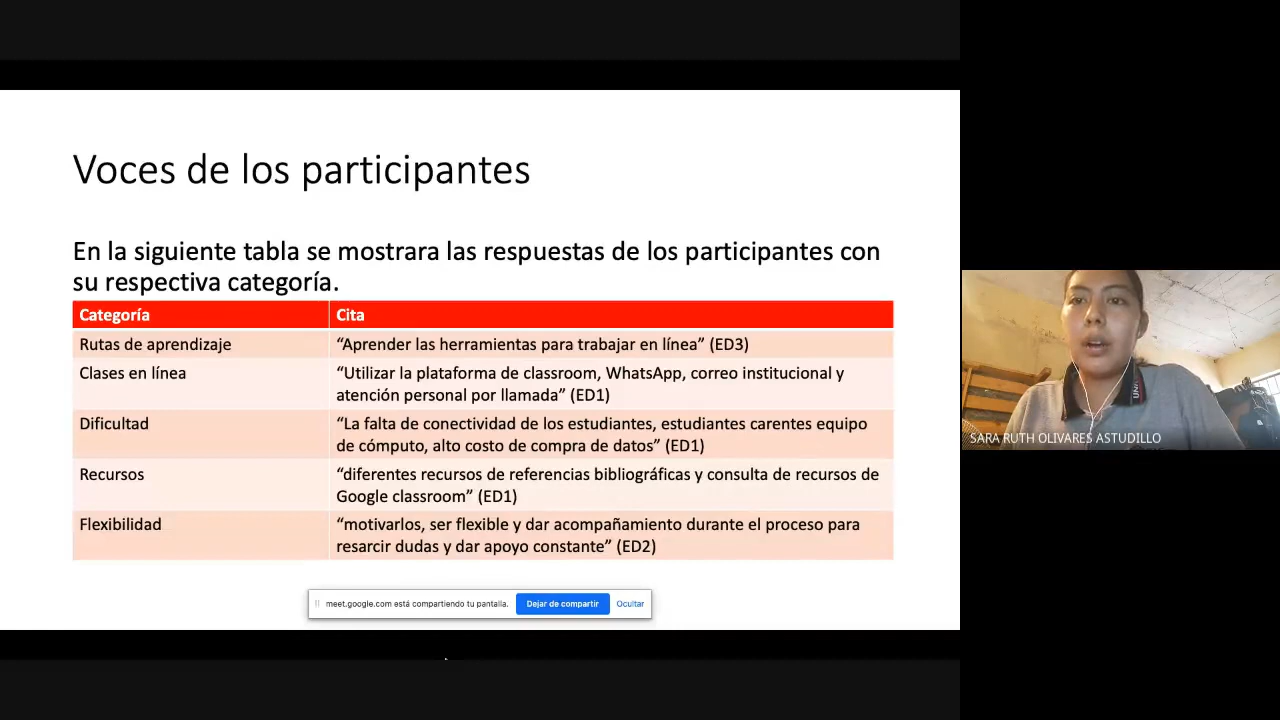 Voces de los participantes
En la siguiente tabla se mostrara las respuestas de los participantes con
su respectiva categoría.
Categoría Cita
Rutas de aprendizaje “Aprender las herramientas para trabajar en línea” (ED3)
Clases en línea “Utilizar la plataforma de classroom, WhatsApp, correo institucional y
atención personal por llamada” (ED1)
Dificultad “La falta de conectividad de los estudiantes, estudiantes carentes equipo
de cómputo, alto costo de compra de datos” (ED1)
Recursos “diferentes recursos de referencias bibliográficas y consulta de recursos de
Google classroom” (ED1)
Flexibilidad “motivarlos, ser flexible y dar acompañamiento durante el proceso para
resarcir dudas y dar apoyo constante” (ED2)
meet.google.com está compartiendo tu pantalla. Dejar de compartir Ocultar
SARA RUTH OLIVARES ASTUDILLO